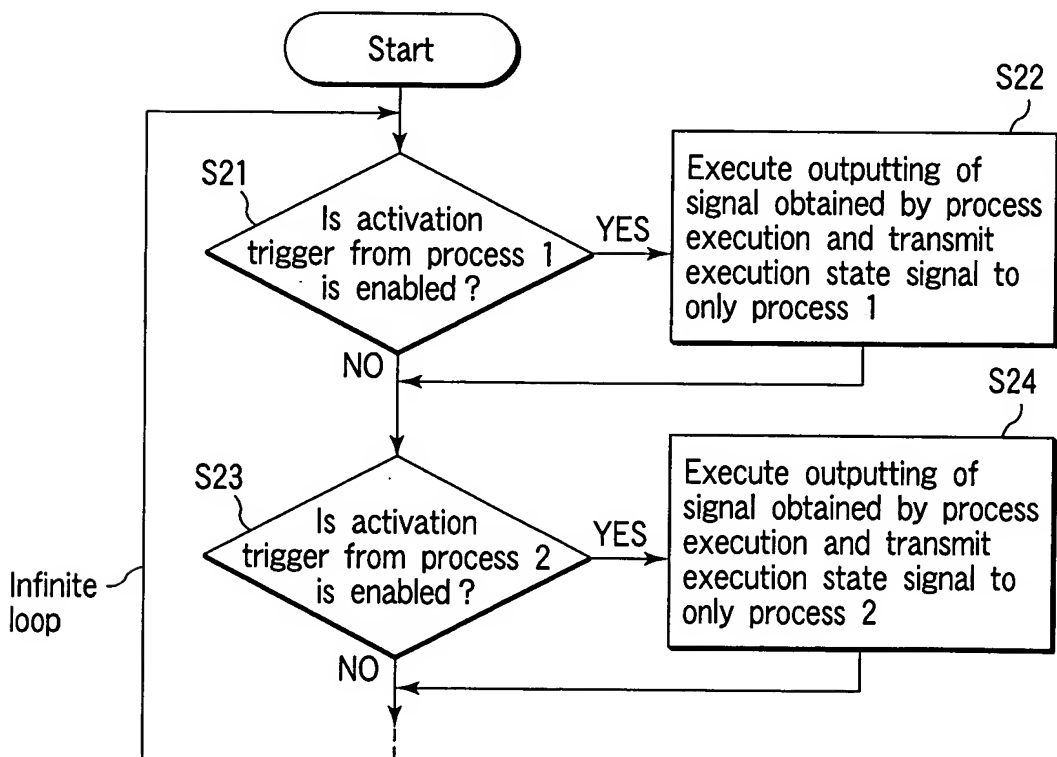 Start
S21
Is activation
trigger from process 1
is enabled?
YES
NO
S22
Execute outputting of
signal obtained by process
execution and transmit
execution state signal to
only process 1
S23
Is activation
trigger from process 2
is enabled?
YES
NO
S24
Execute outputting of
signal obtained by process
execution and transmit
execution state signal to
only process 2
Infinite
loop